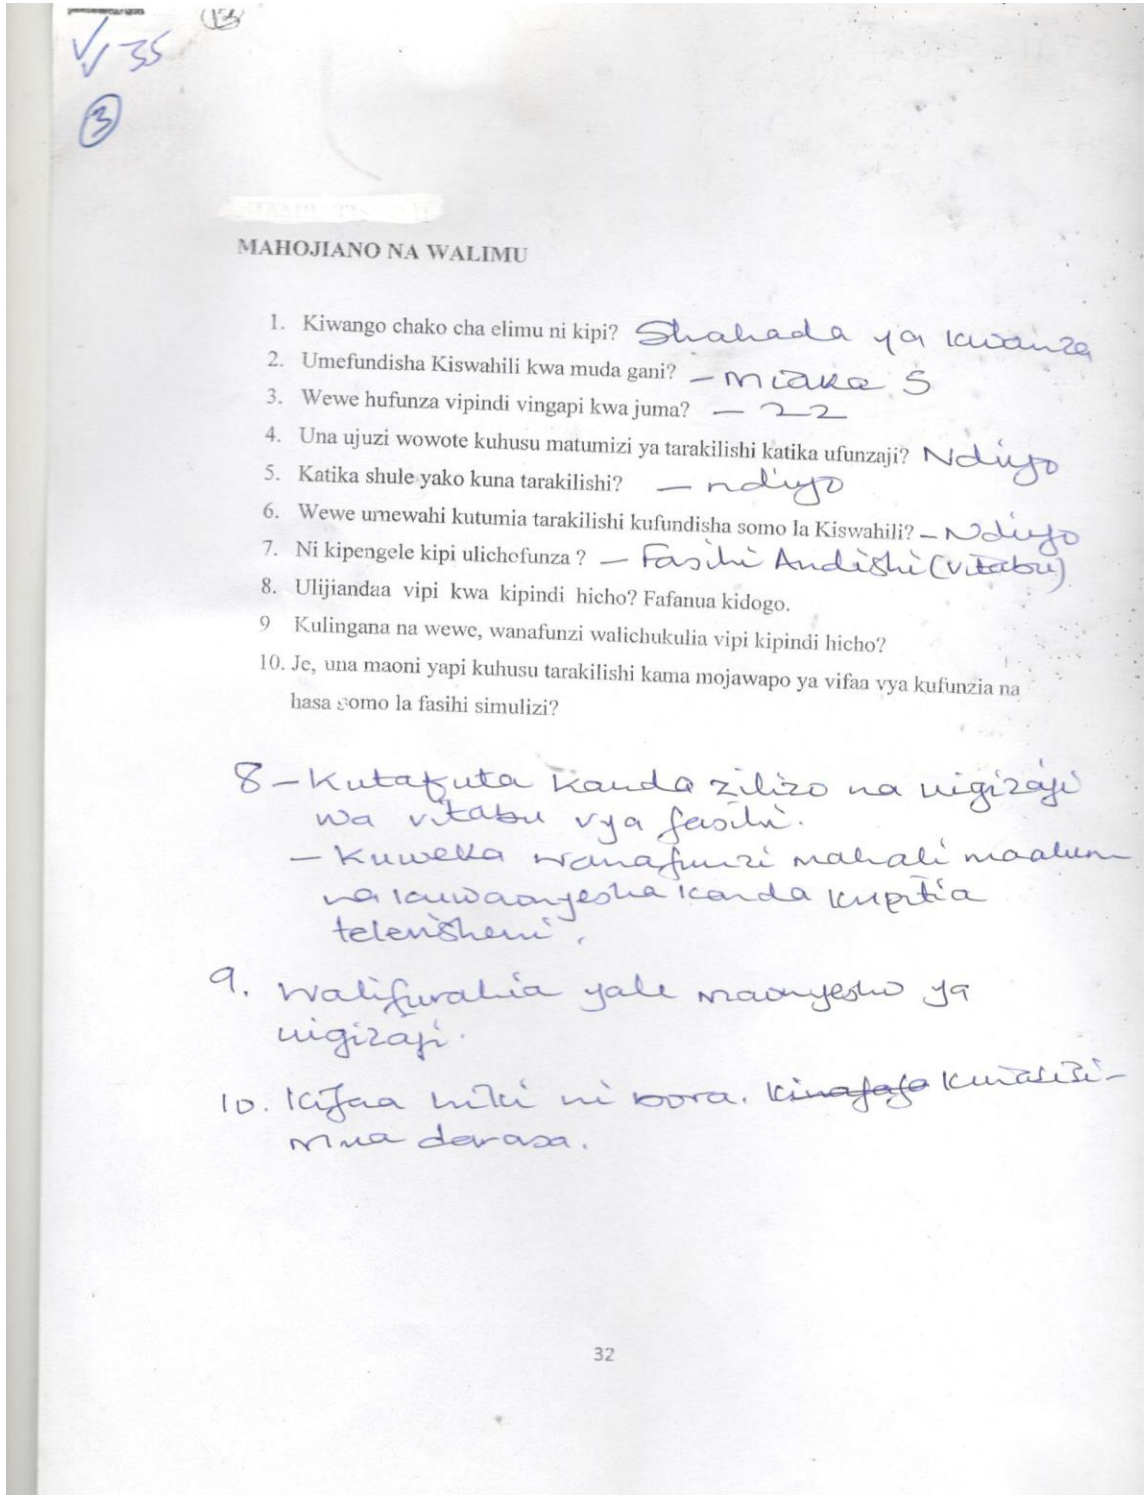 35
13
3
MAHOJIANO NA WALIMU
1. Kiwango chako cha elimu ni kipi? Shahada ya kwanza
2. Umefundisha Kiswahili kwa muda gani? – miaka 5
3. Wewe hufunza vipindi vingapi kwa juma? – 22
4. Una ujuzi wowote kuhusu matumizi ya tarakilishi katika ufunzaji? Ndiyo
5. Katika shule yako kuna tarakilishi? – ndiyo
6. Wewe umewahi kutumia tarakilishi kufundisha somo la Kiswahili? – Ndiyo
7. Ni kipengele kipi ulichofunza ? – Fasihi Andishi (vitabu)
8. Ulijiandaa vipi kwa kipindi hicho? Fafanua kidogo.
9 Kulingana na wewe, wanafunzi walichukulia vipi kipindi hicho?
10. Je, una maoni yapi kuhusu tarakilishi kama mojawapo ya vifaa vya kufunzia na
hasa somo la fasihi simulizi?
8 – Kutafuta kanda zilizo na uigizaji
wa vitabu vya fasihi.
– Kuweka wanafunzi mahali maalum
na kuwaonyesha kanda kupitia
televisheni.
9. Walifurahia yale maonyesho ya
uigizaji.
10. Kifaa hiki ni bora.
darasa.
32